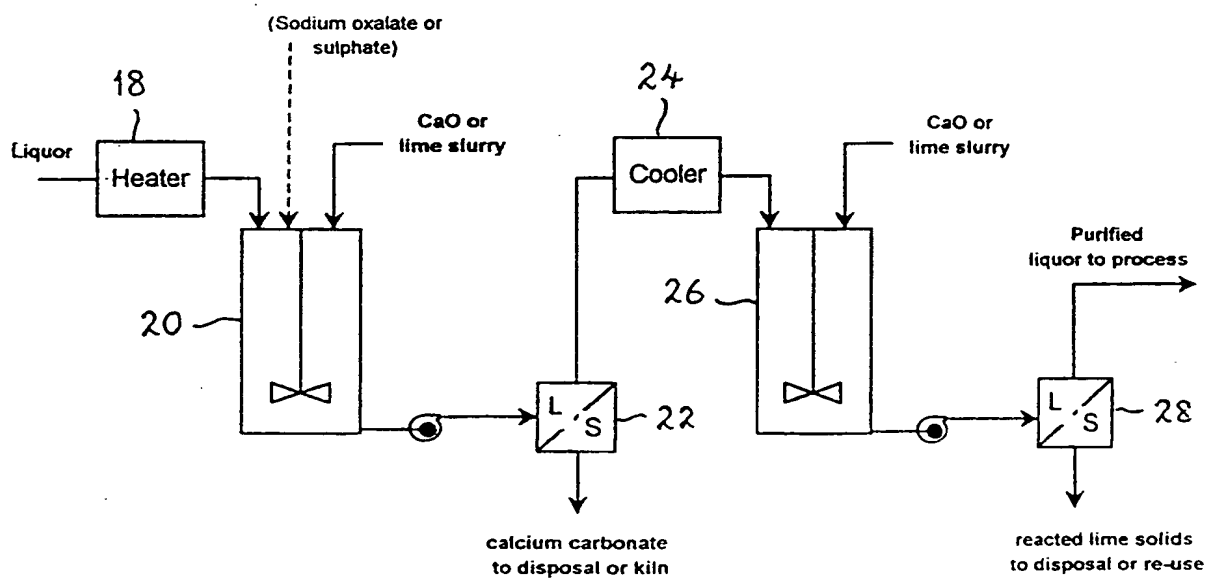 (Sodium oxalate or
sulphate)
18
24
CaO or
lime slurry
CaO or
lime slurry
Liquor
Heater
Cooler
Purified
liquor to process
20
26
L
S
22
L
S
28
calcium carbonate
to disposal or kiln
reacted lime solids
to disposal or re-use